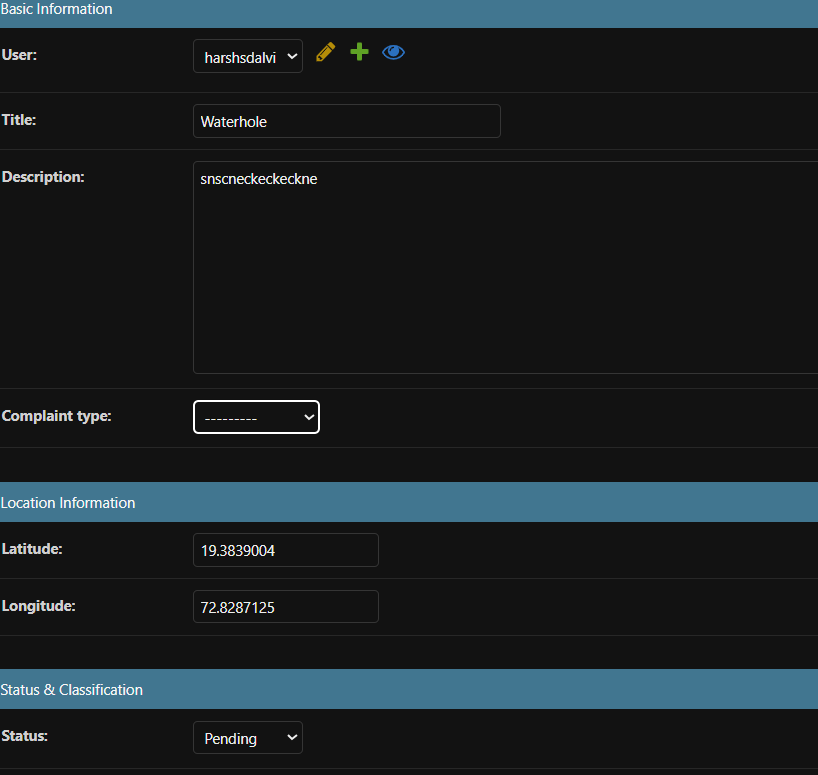 Basic Information
User:
harshsdalvi
Title:
Waterhole
Description:
snscneckeckeckne
Complaint type:
---------
Location Information
Latitude:
19.3839004
Longitude:
72.8287125
Status & Classification
Status:
Pending